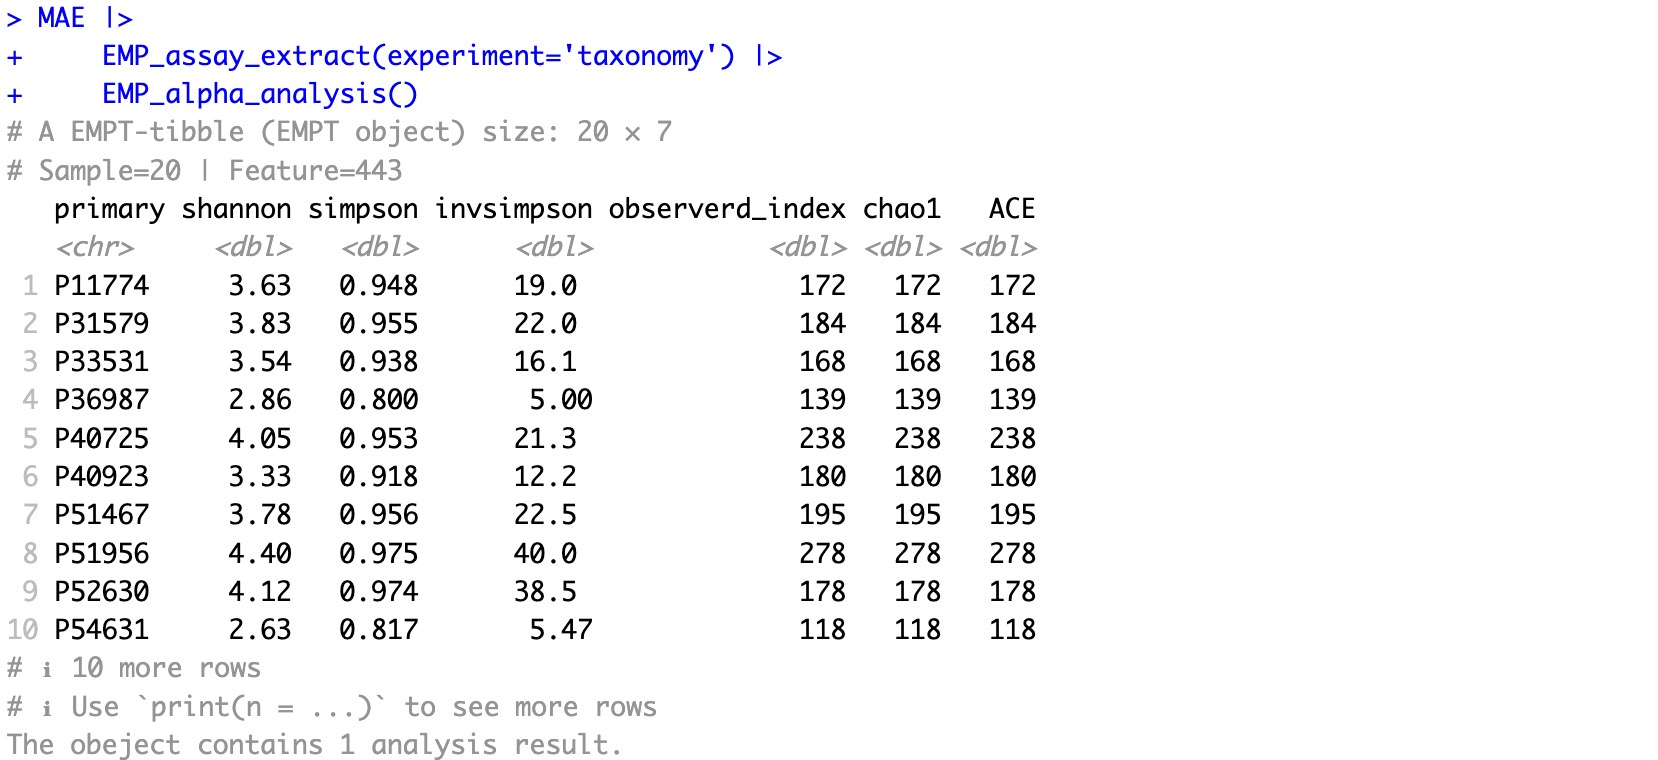 > MAE |>
+     EMP_assay_extract(experiment='taxonomy') |>
+     EMP_alpha_analysis()
# A EMPT-tibble (EMPT object) size: 20 × 7
# Sample=20 | Feature=443
   primary shannon simpson invsimpson observerd_index chao1   ACE
   <chr>     <dbl>   <dbl>      <dbl>           <dbl> <dbl> <dbl>
 1 P11774     3.63   0.948      19.0              172   172   172
 2 P31579     3.83   0.955      22.0              184   184   184
 3 P33531     3.54   0.938      16.1              168   168   168
 4 P36987     2.86   0.800       5.00             139   139   139
 5 P40725     4.05   0.953      21.3              238   238   238
 6 P40923     3.33   0.918      12.2              180   180   180
 7 P51467     3.78   0.956      22.5              195   195   195
 8 P51956     4.40   0.975      40.0              278   278   278
 9 P52630     4.12   0.974      38.5              178   178   178
10 P54631     2.63   0.817       5.47             118   118   118
# ℹ 10 more rows
# ℹ Use `print(n = ...)` to see more rows
The obeject contains 1 analysis result.